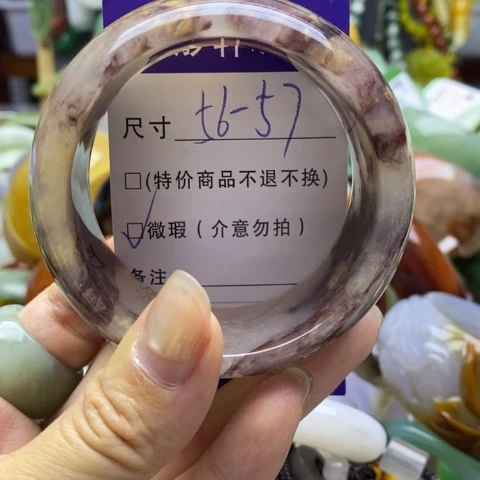 尺寸 56-57
□(特价商品不退不换)
☑微瑕(介意勿拍)
备注